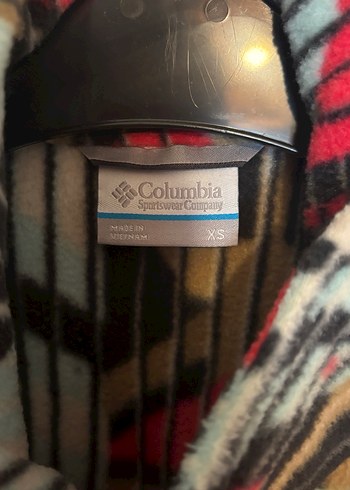 Columbia
Sportswear Company
MADE IN
VIETNAM
XS